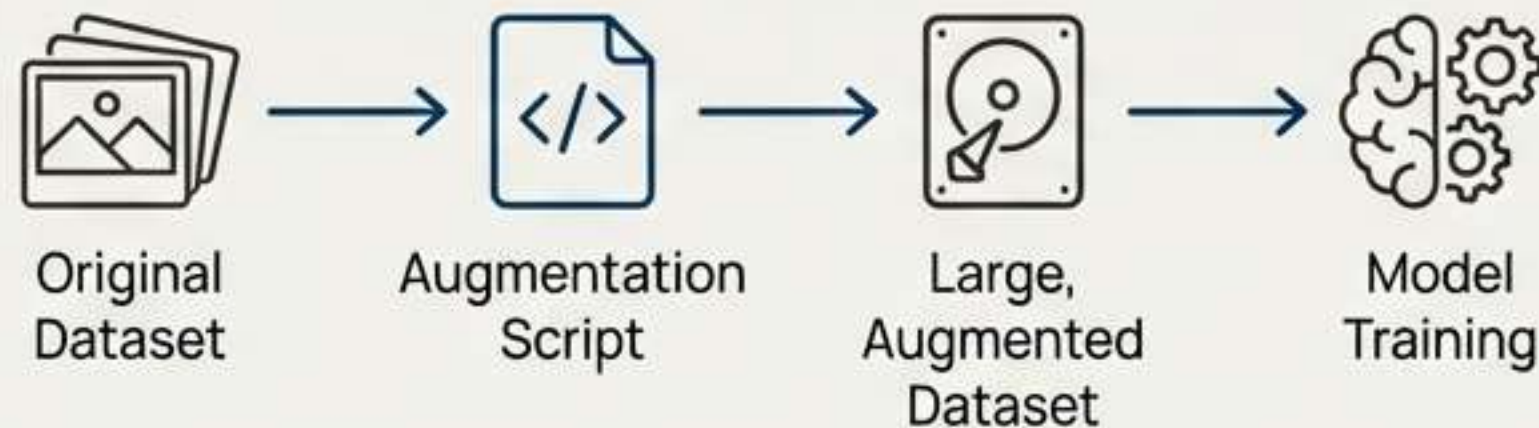 </>
Original
Dataset
Augmentation
Script
Large,
Augmented
Dataset
Model
Training